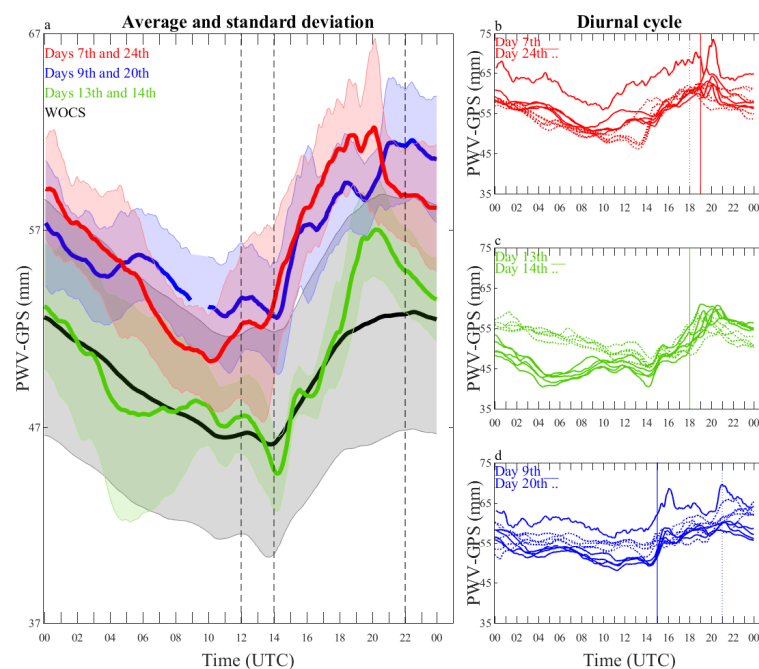 Average and standard deviation
a
Days 7th and 24th
Days 9th and 20th
Days 13th and 14th
WOCS
PWV-GPS (mm)
67
57
47
37
00 02 04 06 08 10 12 14 16 18 20 22 00
Time (UTC)
Diurnal cycle
b
Day 7th__
Day 24th ..
PWV-GPS (mm)
75
65
55
45
35
00 02 04 06 08 10 12 14 16 18 20 22 00
c
Day 13th__
Day 14th ..
PWV-GPS (mm)
75
65
55
45
35
00 02 04 06 08 10 12 14 16 18 20 22 00
d
Day 9th__
Day 20th ..
PWV-GPS (mm)
75
65
55
45
35
00 02 04 06 08 10 12 14 16 18 20 22 00
Time (UTC)